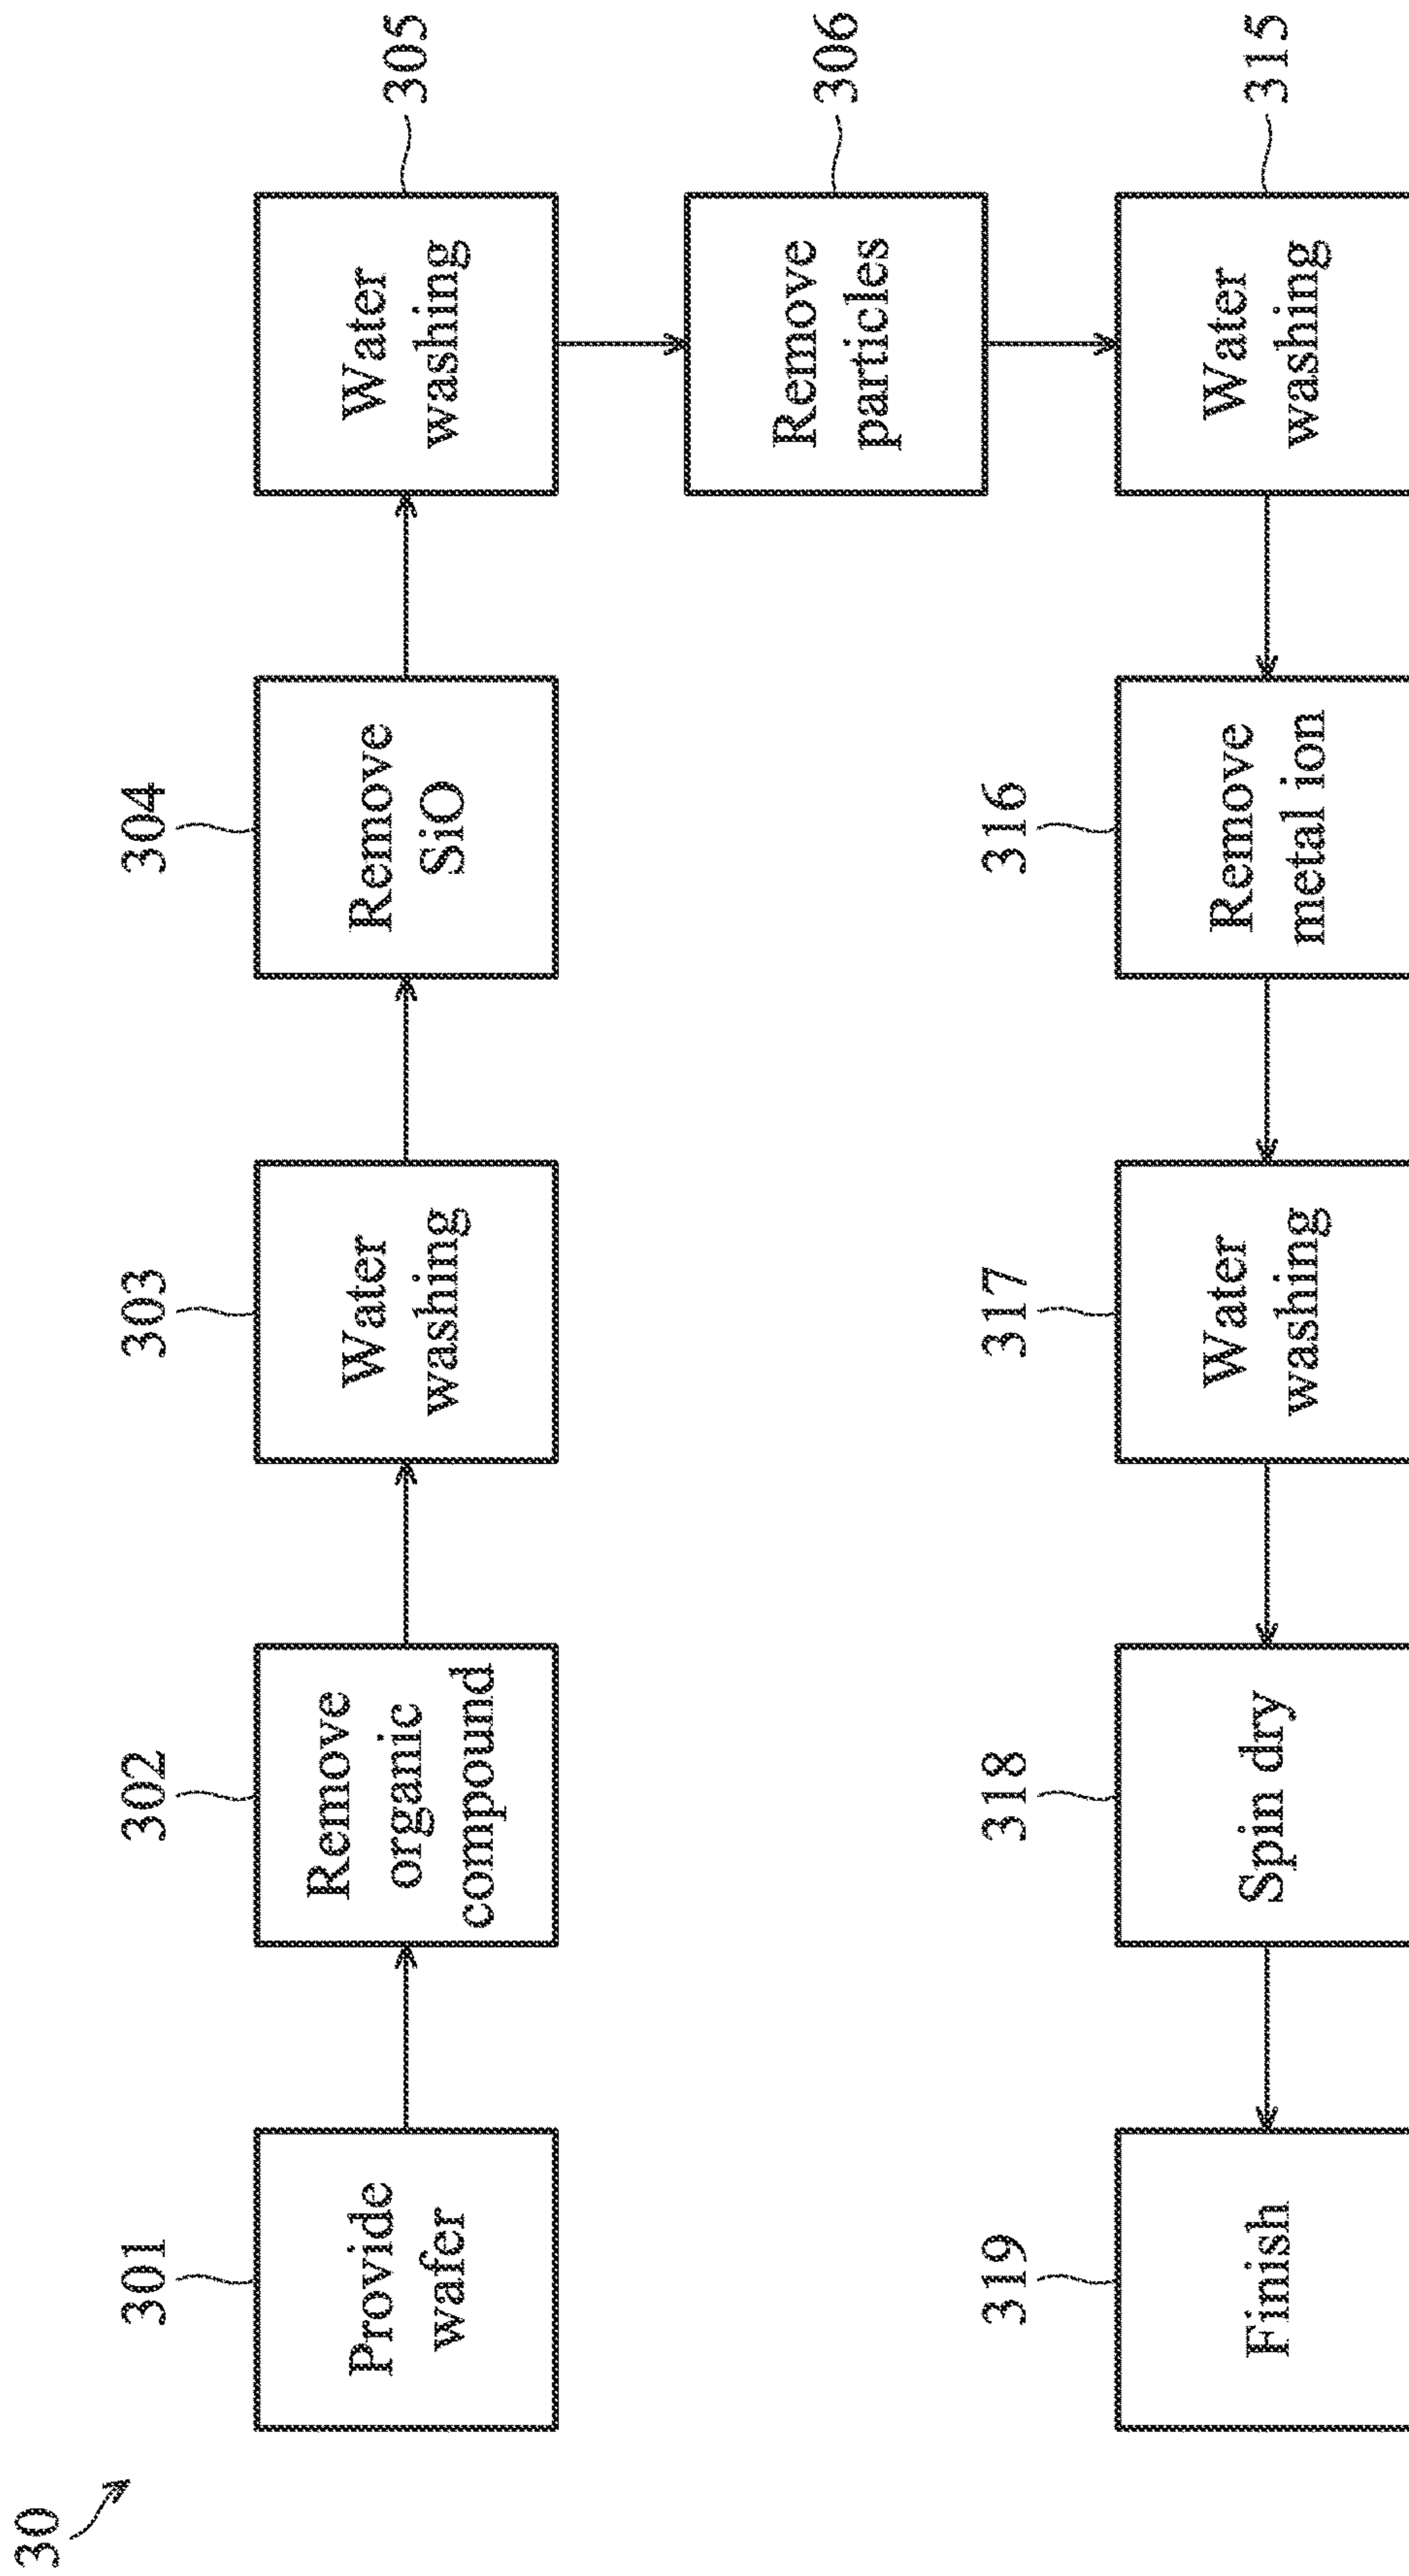 30
301
Provide
wafer
302
Remove
organic
compound
303
Water
washing
304
Remove
SiO
Water
washing
305
Remove
particles
306
Water
washing
315
316
Remove
metal ion
317
Water
washing
318
Spin dry
319
Finish